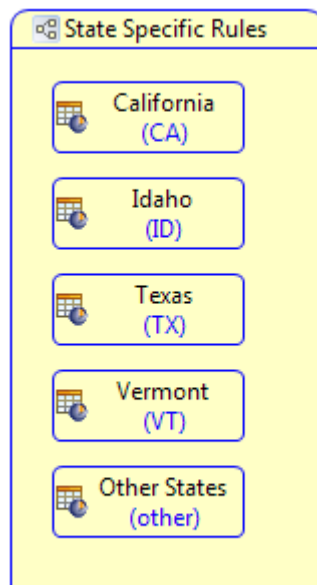 State Specific Rules
California
(CA)
Idaho
(ID)
Texas
(TX)
Vermont
(VT)
Other States
(other)